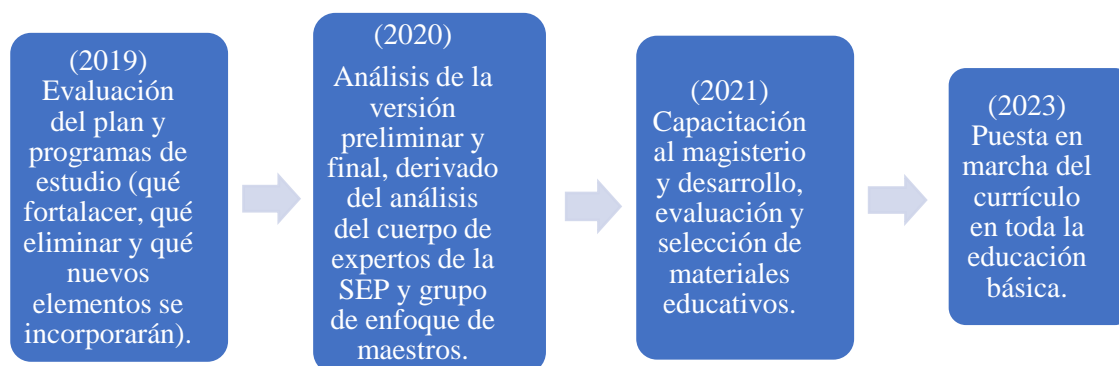 (2019)
Evaluación
del plan y
programas de
estudio (qué
fortalacer, qué
eliminar y qué
nuevos
elementos se
incorporarán).
(2020)
Análisis de la
versión
preliminar y
final, derivado
del análisis
del cuerpo de
expertos de la
SEP y grupo
de enfoque de
maestros.
(2021)
Capacitación
al magisterio
y desarrollo,
evaluación y
selección de
materiales
educativos.
(2023)
Puesta en
marcha del
currículo
en toda la
educación
básica.